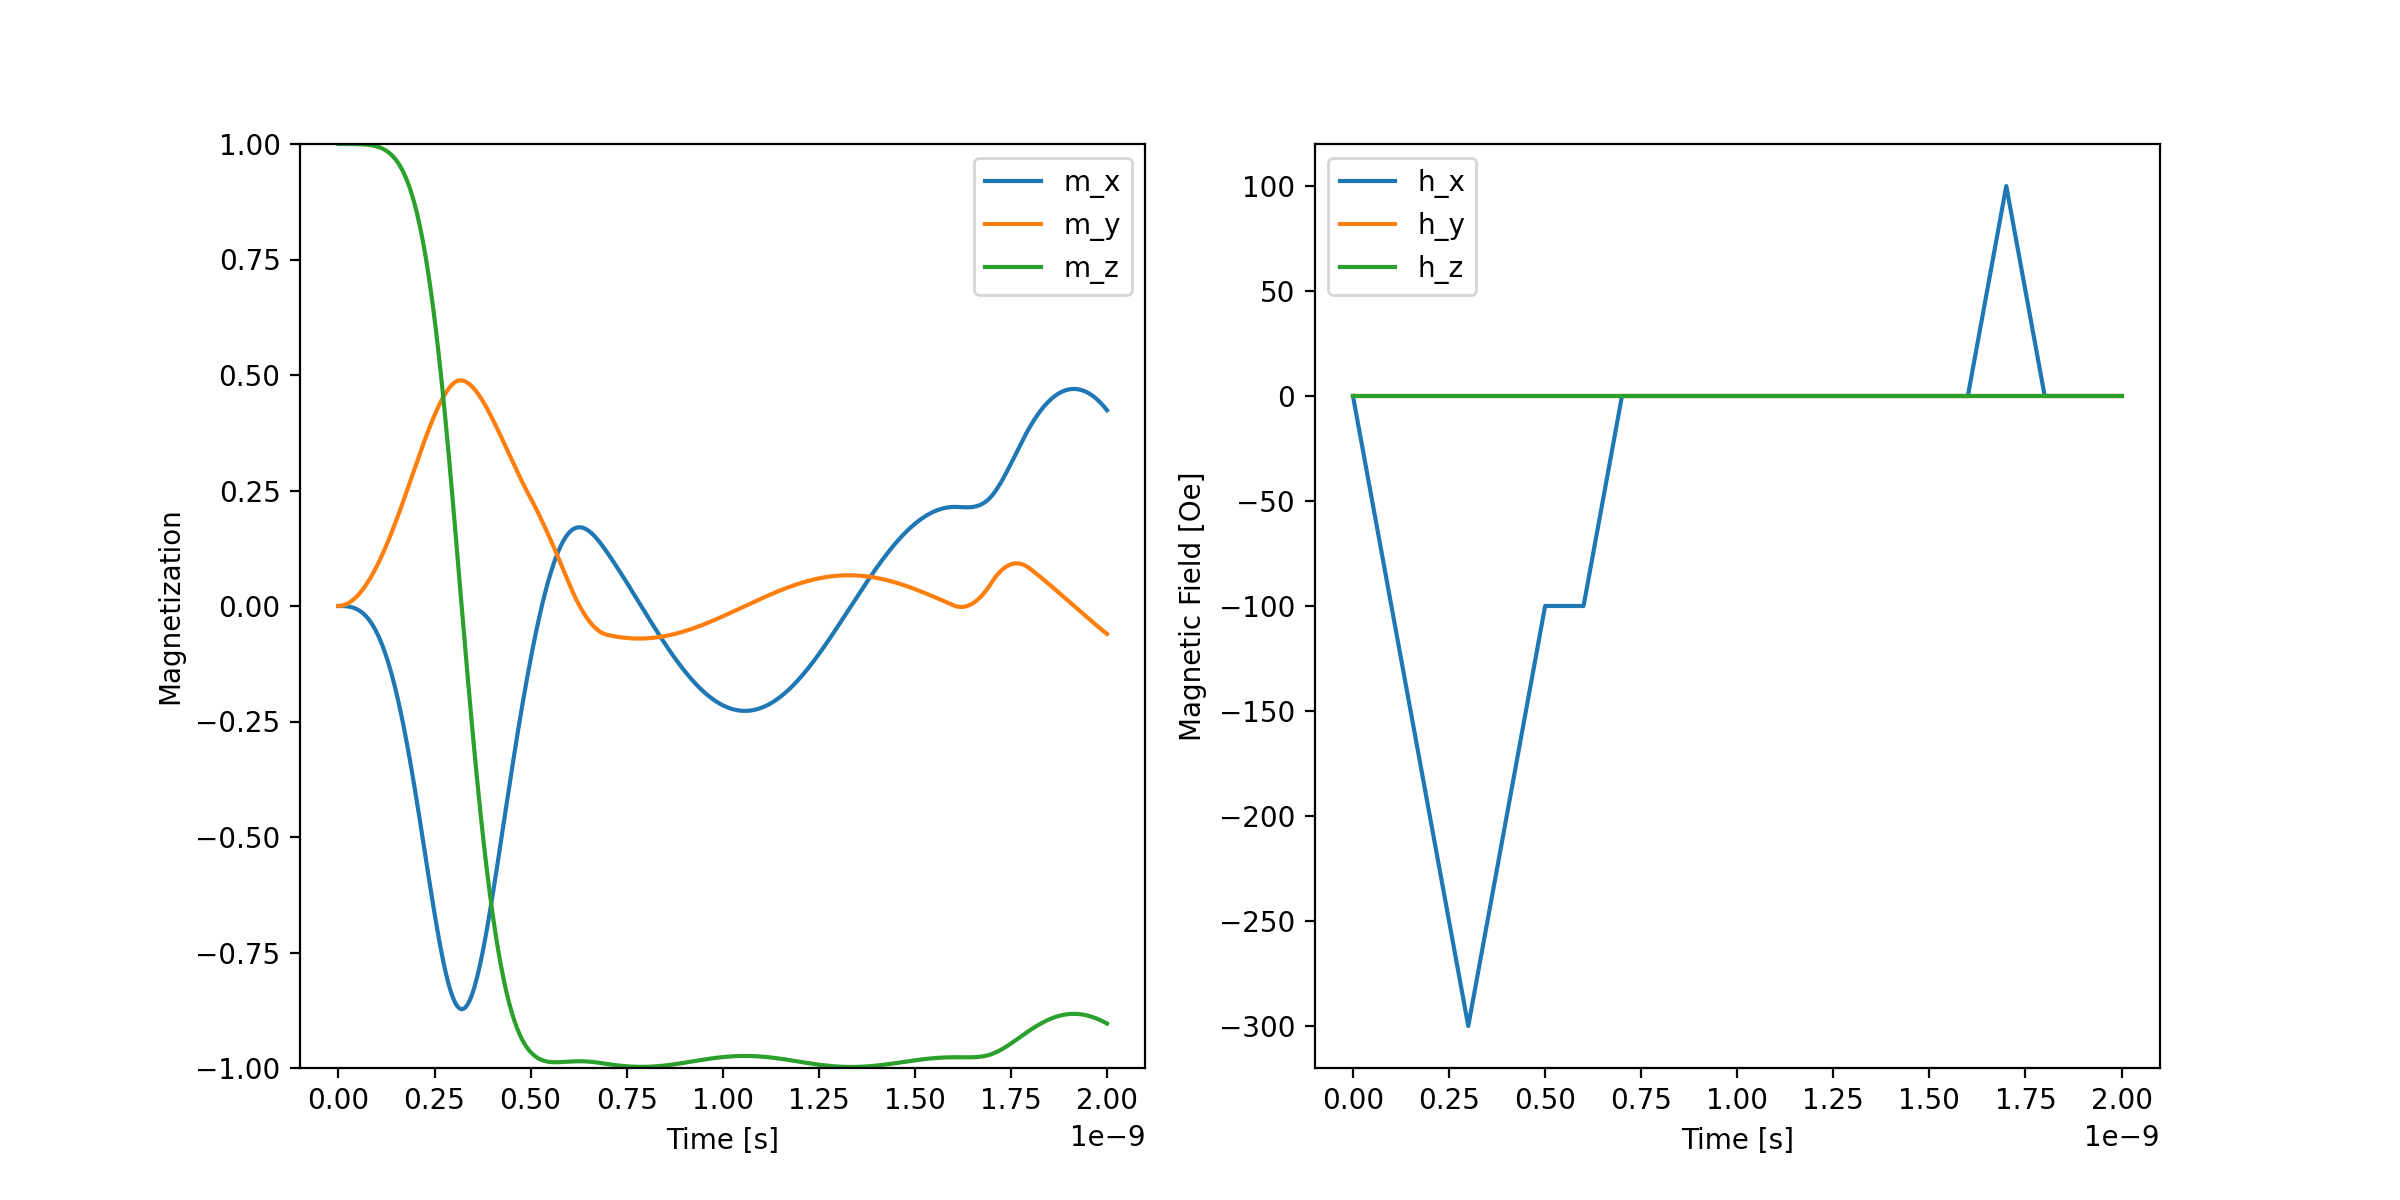 1.00
0.75
0.50
0.25
0.00
−0.25
−0.50
−0.75
−1.00
Magnetization
0.00 0.25 0.50 0.75 1.00 1.25 1.50 1.75 2.00
Time [s]
1e−9
m_x
m_y
m_z
100
50
0
−50
−100
−150
−200
−250
−300
Magnetic Field [Oe]
0.00 0.25 0.50 0.75 1.00 1.25 1.50 1.75 2.00
Time [s]
1e−9
h_x
h_y
h_z